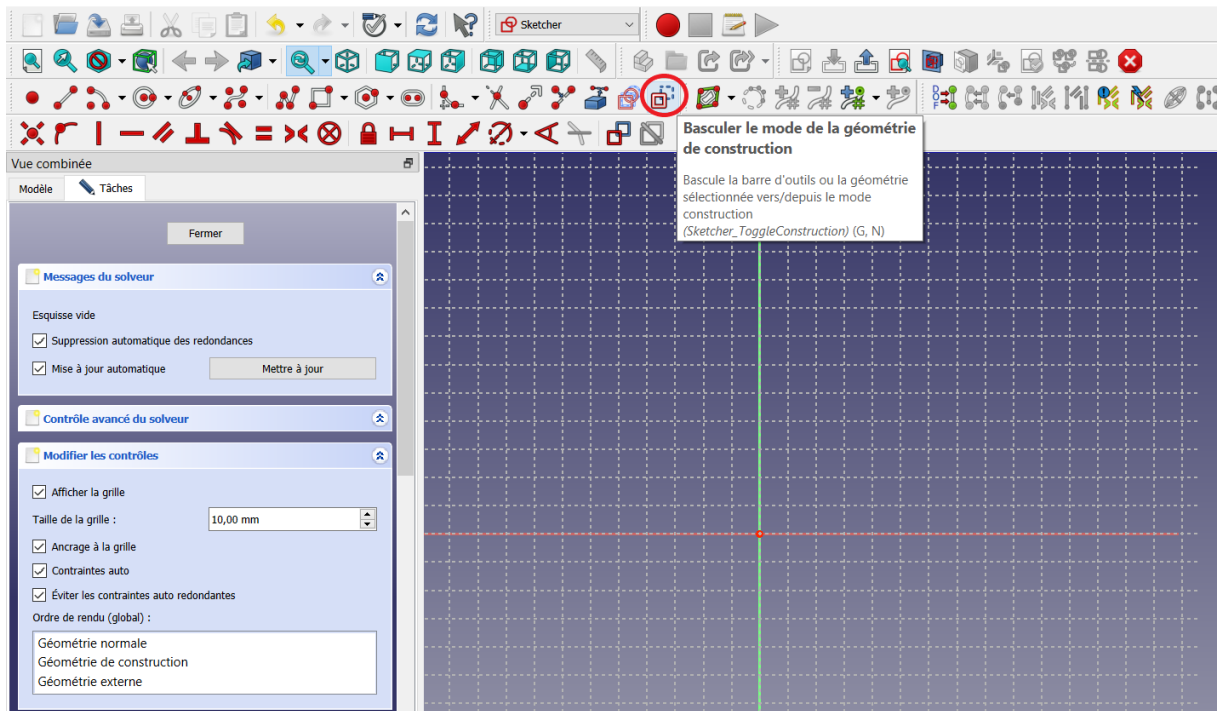 Sketcher
Basculer le mode de la géométrie
de construction
Bascule la barre d'outils ou la géométrie
sélectionnée vers/depuis le mode
construction
(Sketcher_ToggleConstruction) (G, N)
Vue combinée
Modèle
Tâches
Fermer
Messages du solveur
Esquisse vide
Suppression automatique des redondances
Mise à jour automatique
Mettre à jour
Contrôle avancé du solveur
Modifier les contrôles
Afficher la grille
Taille de la grille :
10,00 mm
Ancrage à la grille
Contraintes auto
Éviter les contraintes auto redondantes
Ordre de rendu (global) :
Géométrie normale
Géométrie de construction
Géométrie externe